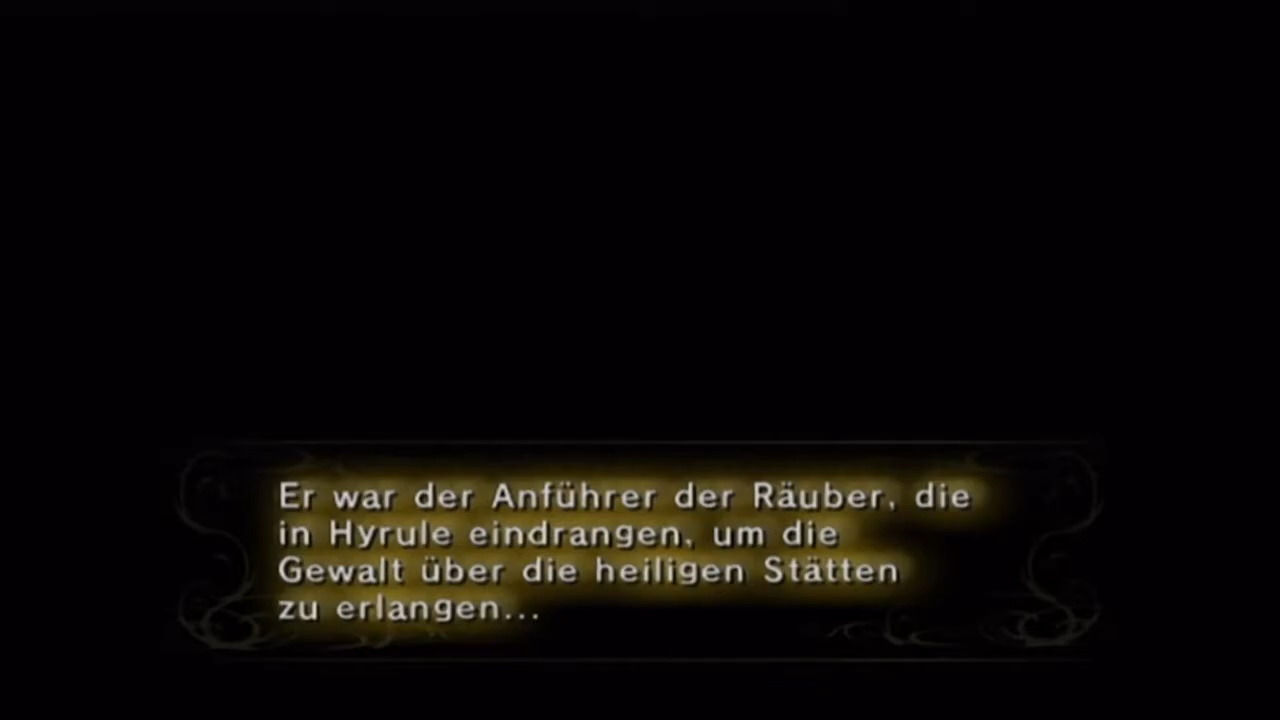 Er war der Anführer der Räuber, die
in Hyrule eindrangen, um die
Gewalt über die heiligen Stätten
zu erlangen...